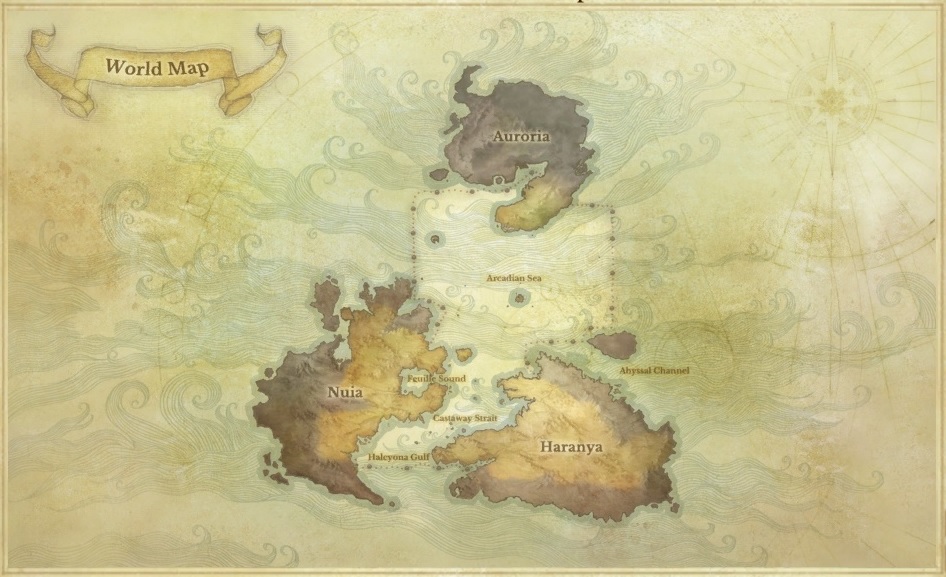 World Map
Auroria
Arcadian Sea
Abyssal Channel
Feuille Sound
Nuia
Castaway Strait
Haranya
Halcyona Gulf